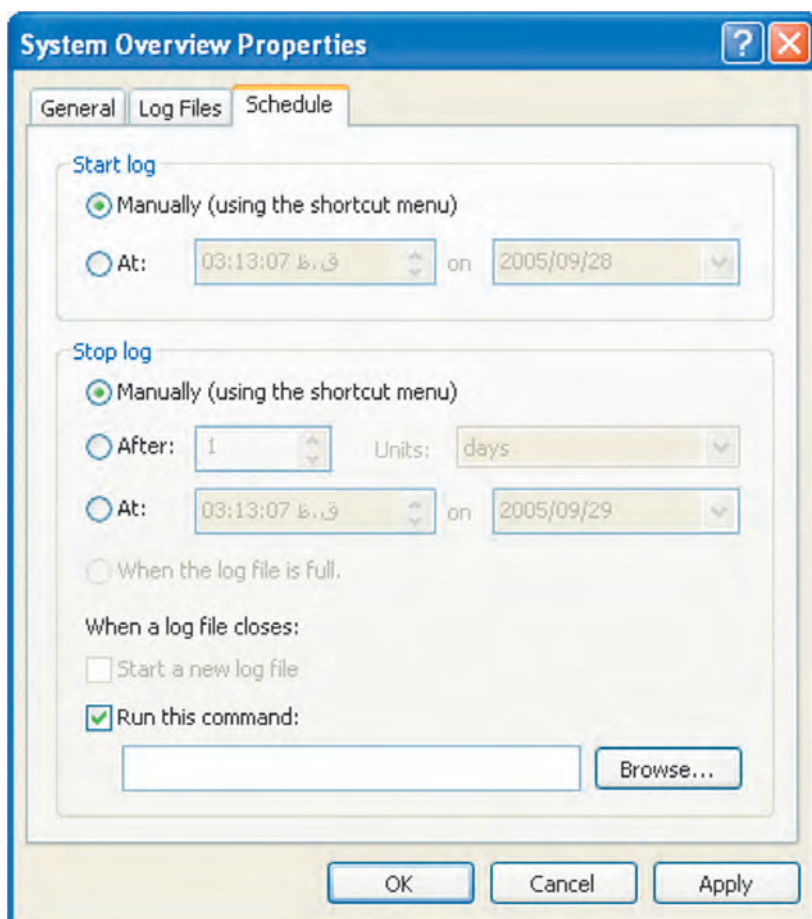 System Overview Properties
General Log Files Schedule
Start log
Manually (using the shortcut menu)
At: 03:13:07 ق.ظ on 2005/09/28
Stop log
Manually (using the shortcut menu)
After: 1 Units: days
At: 03:13:07 ق.ظ on 2005/09/29
When the log file is full.
When a log file closes:
Start a new log file
Run this command:
Browse...
OK Cancel Apply